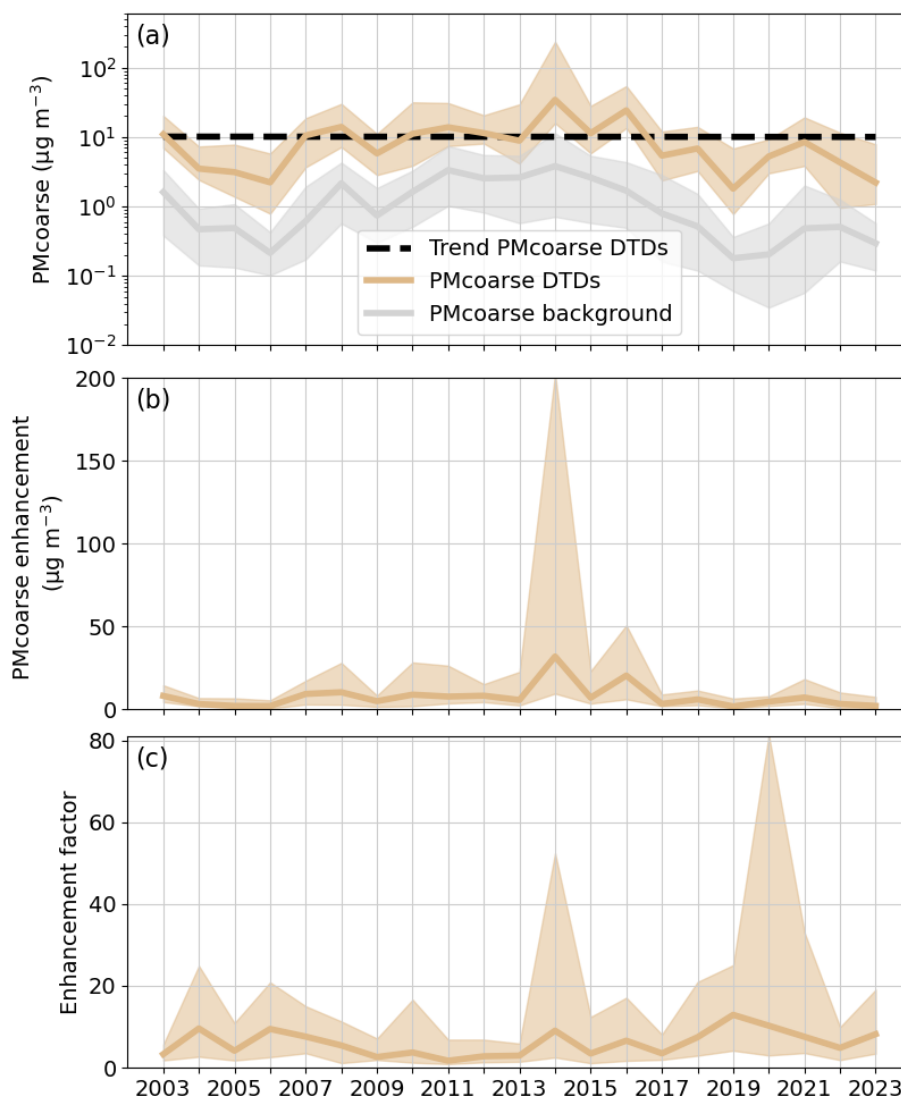 (a)
PMcoarse (µg m⁻³)
10²
10¹
10⁰
10⁻¹
10⁻²
Trend PMcoarse DTDs
PMcoarse DTDs
PMcoarse background
(b)
PMcoarse enhancement
(µg m⁻³)
200
150
100
50
0
(c)
Enhancement factor
80
60
40
20
0
2003 2005 2007 2009 2011 2013 2015 2017 2019 2021 2023